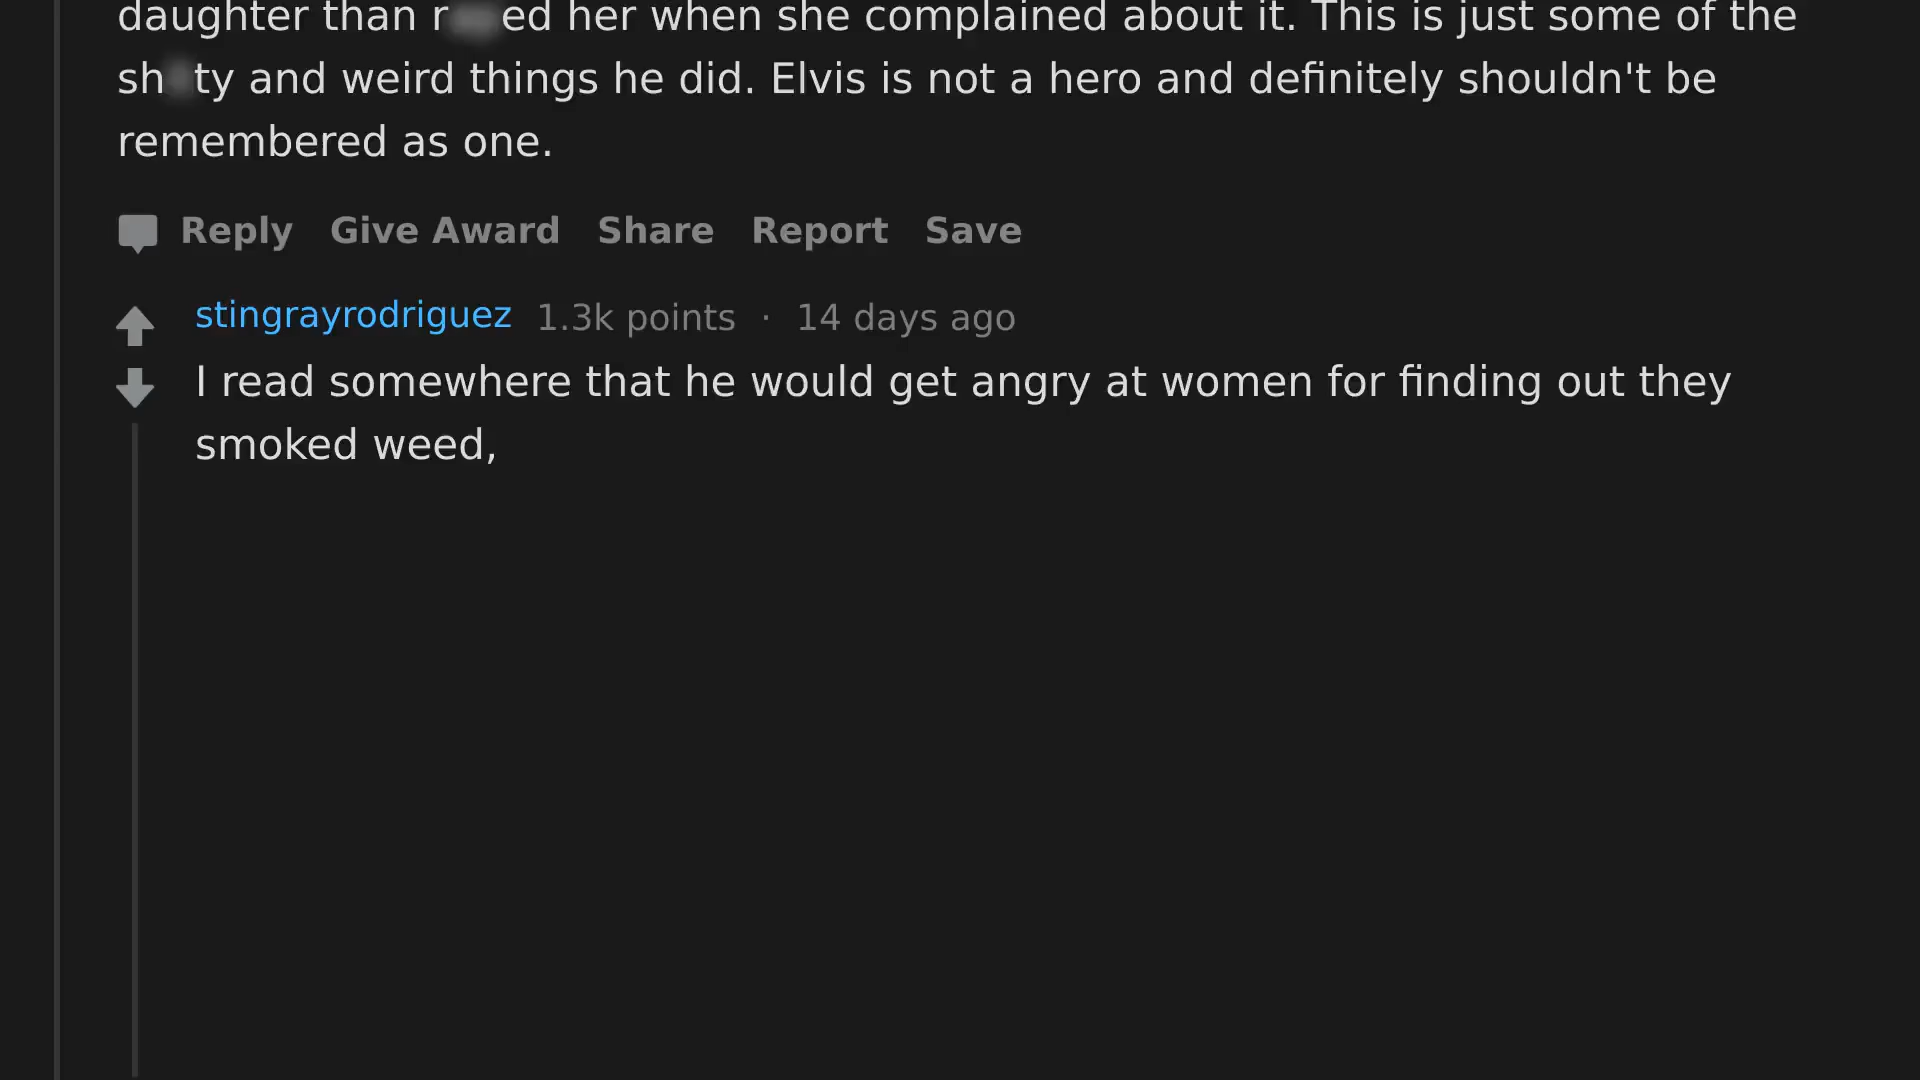 daughter than r ed her when she complained about it. This is just some of the
sh ty and weird things he did. Elvis is not a hero and definitely shouldn't be
remembered as one.
Reply Give Award Share Report Save
stingrayrodriguez 1.3k points · 14 days ago
I read somewhere that he would get angry at women for finding out they
smoked weed,